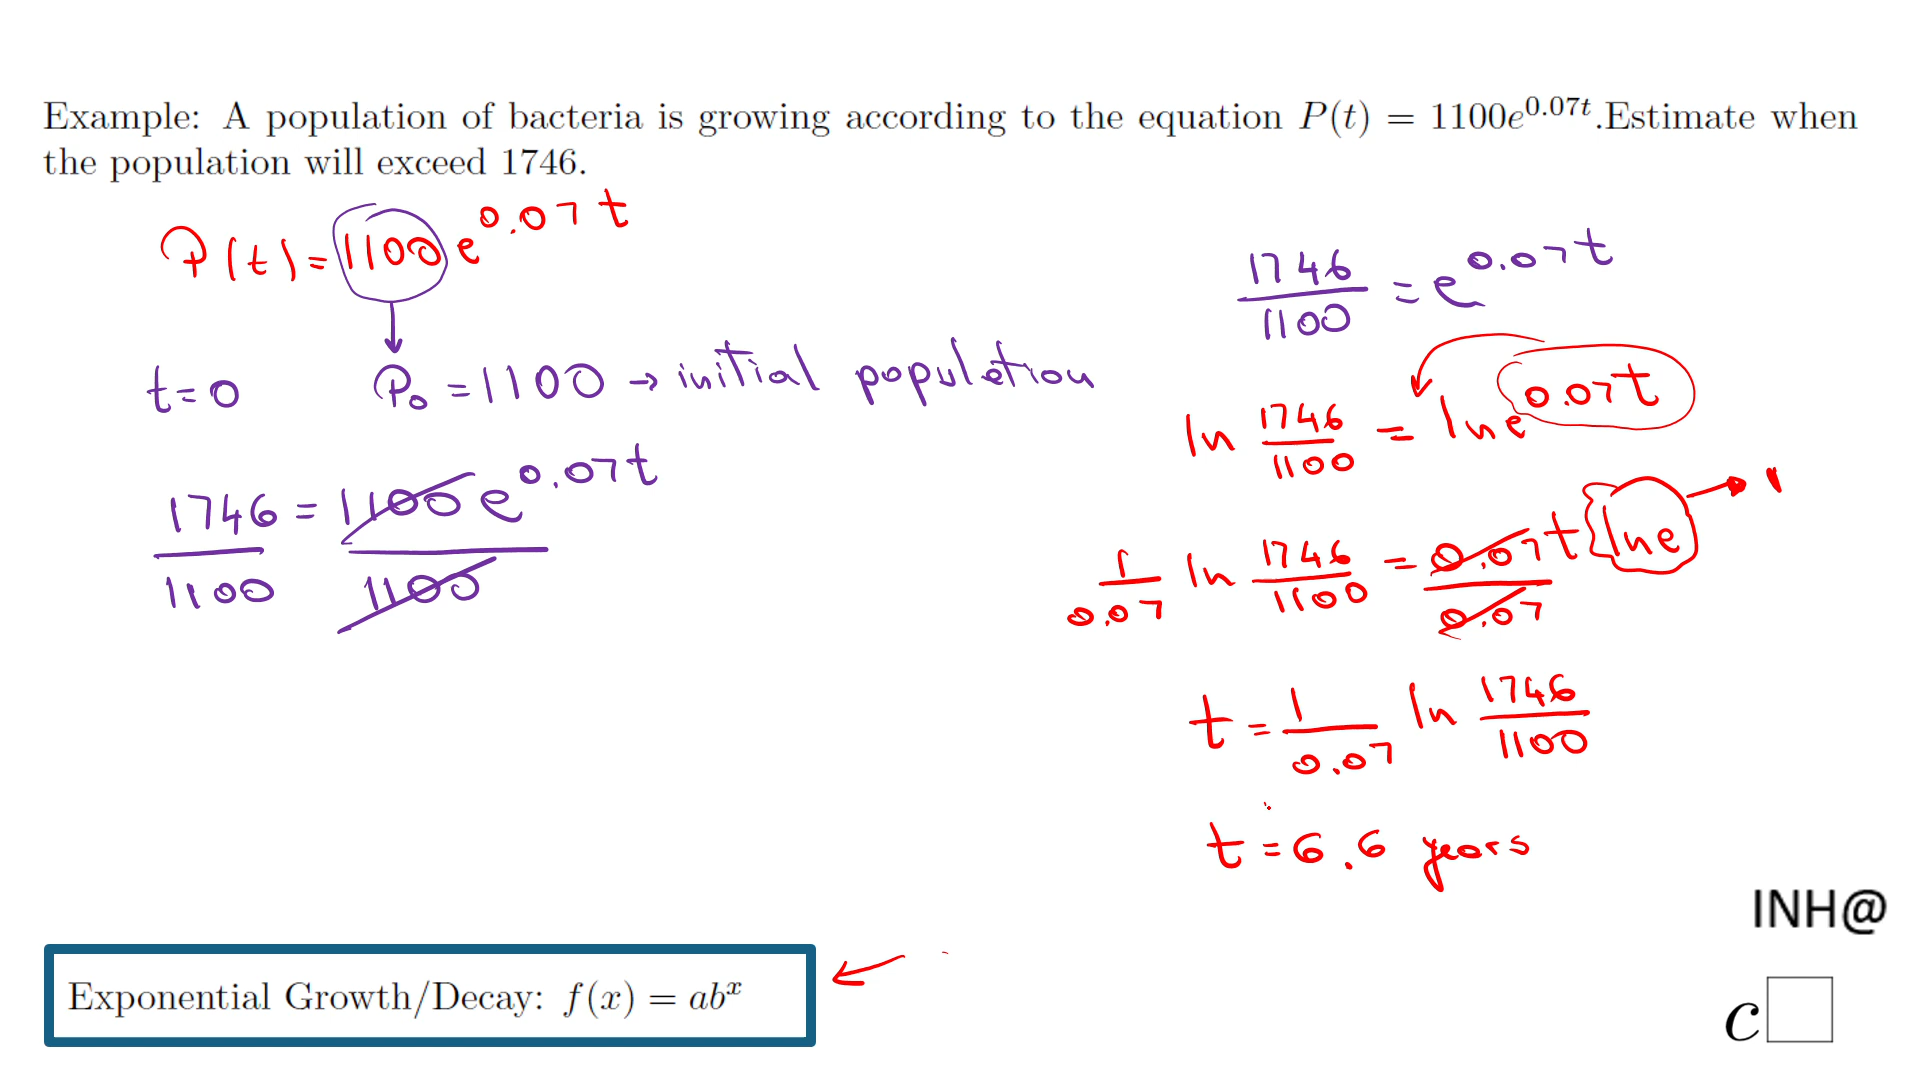 Example: A population of bacteria is growing according to the equation P(t) = 1100e^{0.07t}.Estimate when
the population will exceed 1746.
P(t) = 1100 e^{0.07t}
t = 0 P₀ = 1100 → initial population
1746/1100 = 1100 e^{0.07t}/1100
1746/1100 = e^{0.07t}
ln 1746/1100 = ln e^{0.07t}
1/0.07 ln 1746/1100 = 0.07t/0.07 ln e → 1
t = 1/0.07 ln 1746/1100
t = 6.6 years
Exponential Growth/Decay: f(x) = ab^x
INH@
c□